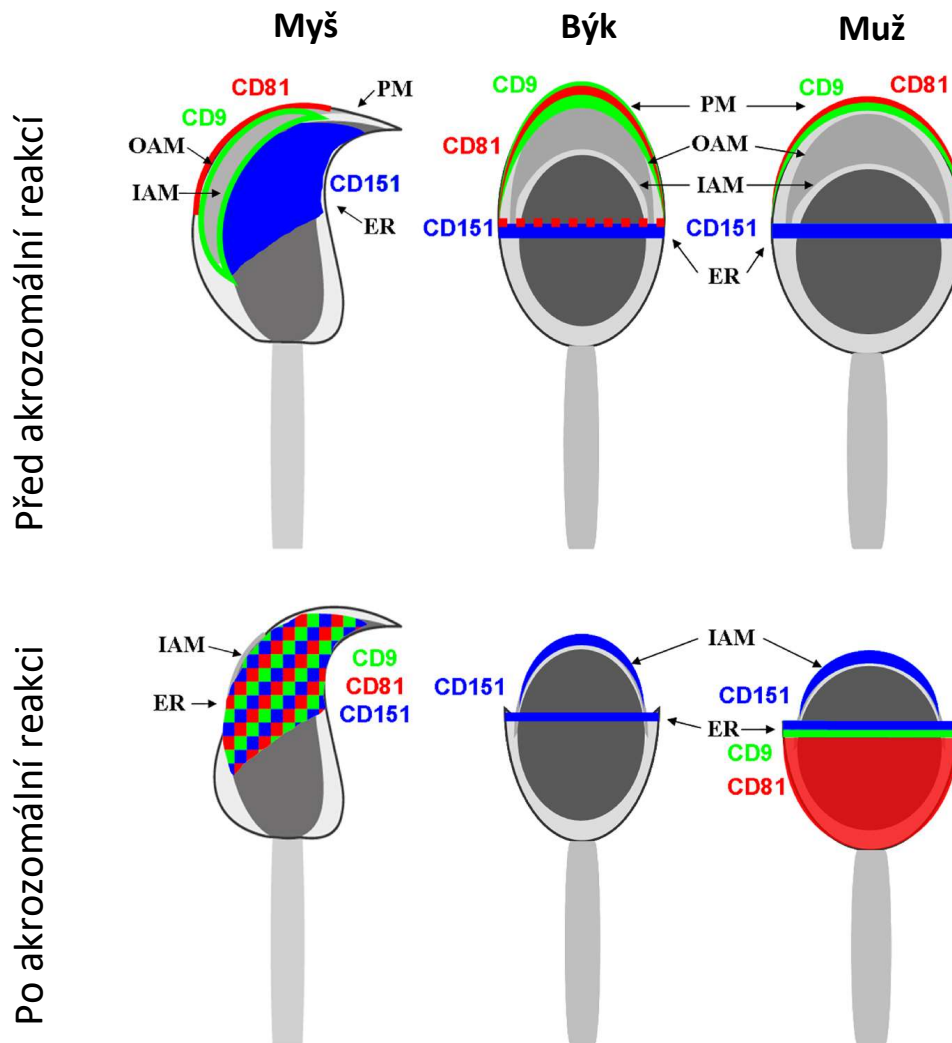 Myš
Býk
Muž
Před akrozomální reakcí
CD81
CD9
PM
OAM
IAM
CD151
ER
CD9
CD81
PM
OAM
IAM
CD151
ER
CD9
CD81
CD151
Po akrozomální reakci
IAM
ER
CD9
CD81
CD151
CD151
IAM
ER
CD151
CD9
CD81